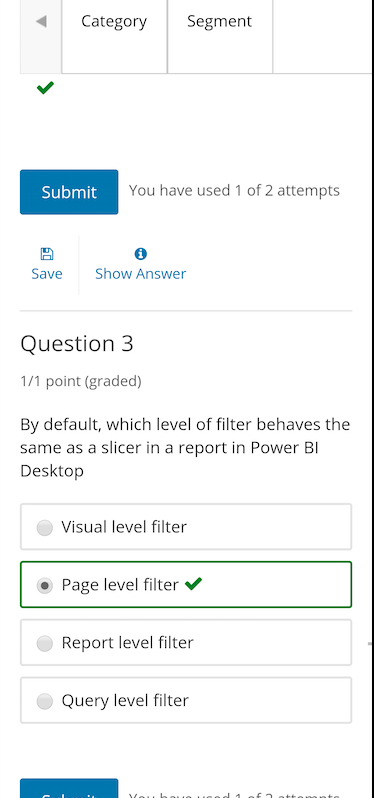 Category Segment
Submit You have used 1 of 2 attempts
Save Show Answer
Question 3
1/1 point (graded)
By default, which level of filter behaves the
same as a slicer in a report in Power BI
Desktop
Visual level filter
Page level filter
Report level filter
Query level filter
Submit You have used 1 of 2 attempts